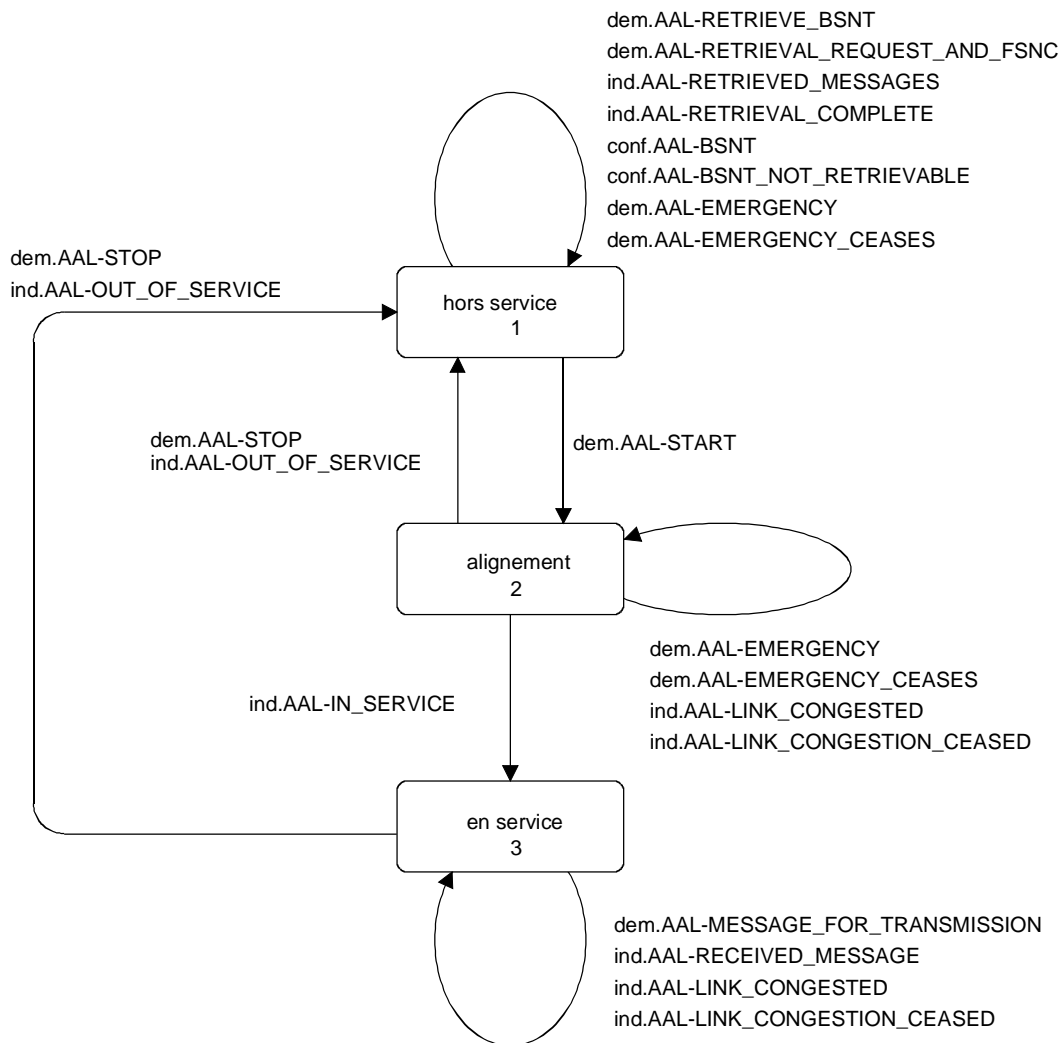 dem.AAL-RETRIEVE_BSNT
dem.AAL-RETRIEVAL_REQUEST_AND_FSNC
ind.AAL-RETRIEVED_MESSAGES
ind.AAL-RETRIEVAL_COMPLETE
conf.AAL-BSNT
conf.AAL-BSNT_NOT_RETRIEVABLE
dem.AAL-EMERGENCY
dem.AAL-EMERGENCY_CEASES
dem.AAL-STOP
ind.AAL-OUT_OF_SERVICE
hors service
1
dem.AAL-STOP
ind.AAL-OUT_OF_SERVICE
dem.AAL-START
alignement
2
dem.AAL-EMERGENCY
dem.AAL-EMERGENCY_CEASES
ind.AAL-LINK_CONGESTED
ind.AAL-LINK_CONGESTION_CEASED
ind.AAL-IN_SERVICE
en service
3
dem.AAL-MESSAGE_FOR_TRANSMISSION
ind.AAL-RECEIVED_MESSAGE
ind.AAL-LINK_CONGESTED
ind.AAL-LINK_CONGESTION_CEASED